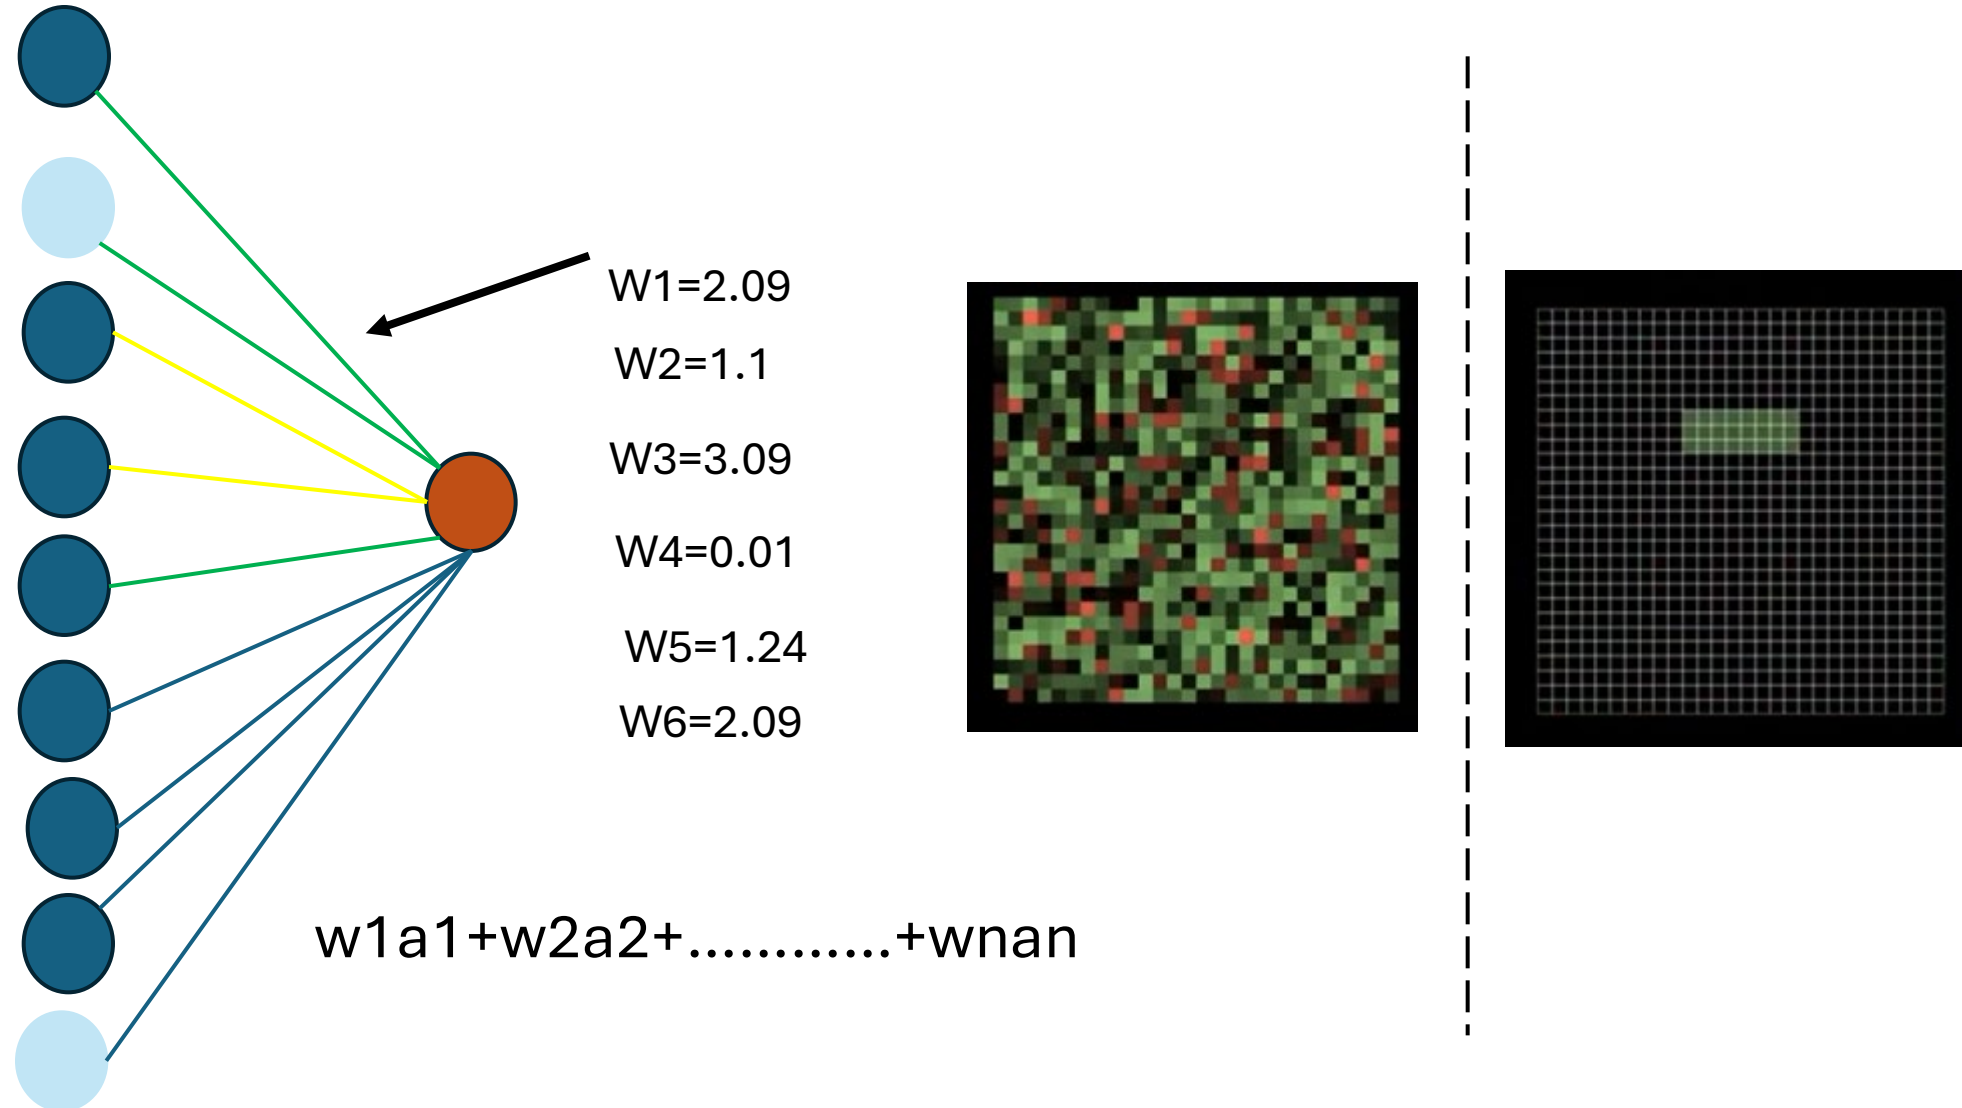 W1=2.09
W2=1.1
W3=3.09
W4=0.01
W5=1.24
W6=2.09
w1a1+w2a2+............+wnan